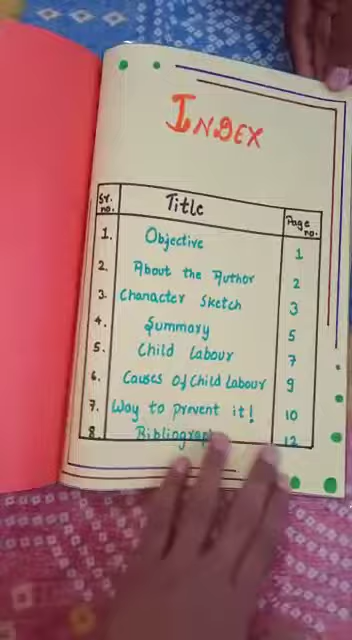 INDEX
Sr. no. Title Page no.
1. Objective 1
2. About the Author 2
3. Character Sketch 3
4. Summary 5
5. Child Labour 7
6. Causes of Child Labour 9
7. Way to prevent it! 10
8. 12